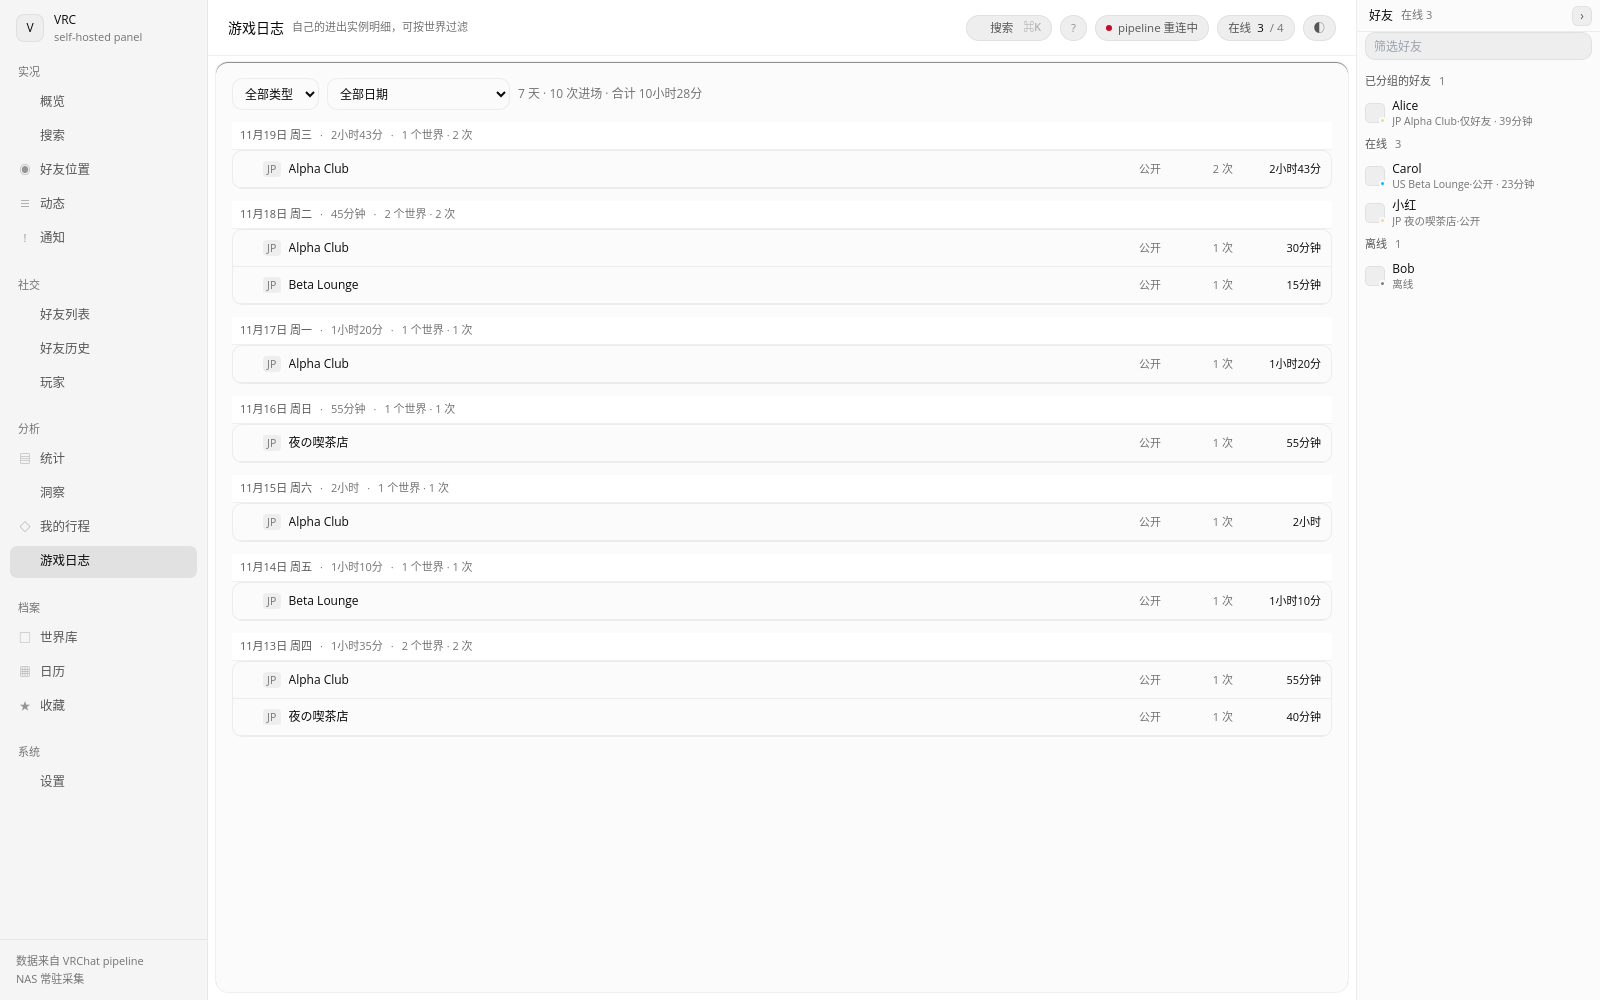 V
VRC
self-hosted panel
实况
概览
搜索
好友位置
动态
! 通知
社交
好友列表
好友历史
玩家
分析
统计
洞察
我的行程
游戏日志
档案
世界库
日历
★ 收藏
系统
设置
数据来自 VRChat pipeline
NAS 常驻采集
游戏日志 自己的进出实例明细，可按世界过滤
搜索 ⌘K ? pipeline 重连中 在线 3 / 4
全部类型 全部日期 7 天 · 10 次进场 · 合计 10小时28分
11月19日 周三 · 2小时43分 · 1 个世界 · 2 次
JP Alpha Club 公开 2 次 2小时43分
11月18日 周二 · 45分钟 · 2 个世界 · 2 次
JP Alpha Club 公开 1 次 30分钟
JP Beta Lounge 公开 1 次 15分钟
11月17日 周一 · 1小时20分 · 1 个世界 · 1 次
JP Alpha Club 公开 1 次 1小时20分
11月16日 周日 · 55分钟 · 1 个世界 · 1 次
JP 夜の喫茶店 公开 1 次 55分钟
11月15日 周六 · 2小时 · 1 个世界 · 1 次
JP Alpha Club 公开 1 次 2小时
11月14日 周五 · 1小时10分 · 1 个世界 · 1 次
JP Beta Lounge 公开 1 次 1小时10分
11月13日 周四 · 1小时35分 · 2 个世界 · 2 次
JP Alpha Club 公开 1 次 55分钟
JP 夜の喫茶店 公开 1 次 40分钟
好友 在线 3 ›
筛选好友
已分组的好友 1
Alice
JP Alpha Club·仅好友 · 39分钟
在线 3
Carol
US Beta Lounge·公开 · 23分钟
小红
JP 夜の喫茶店·公开
离线 1
Bob
离线